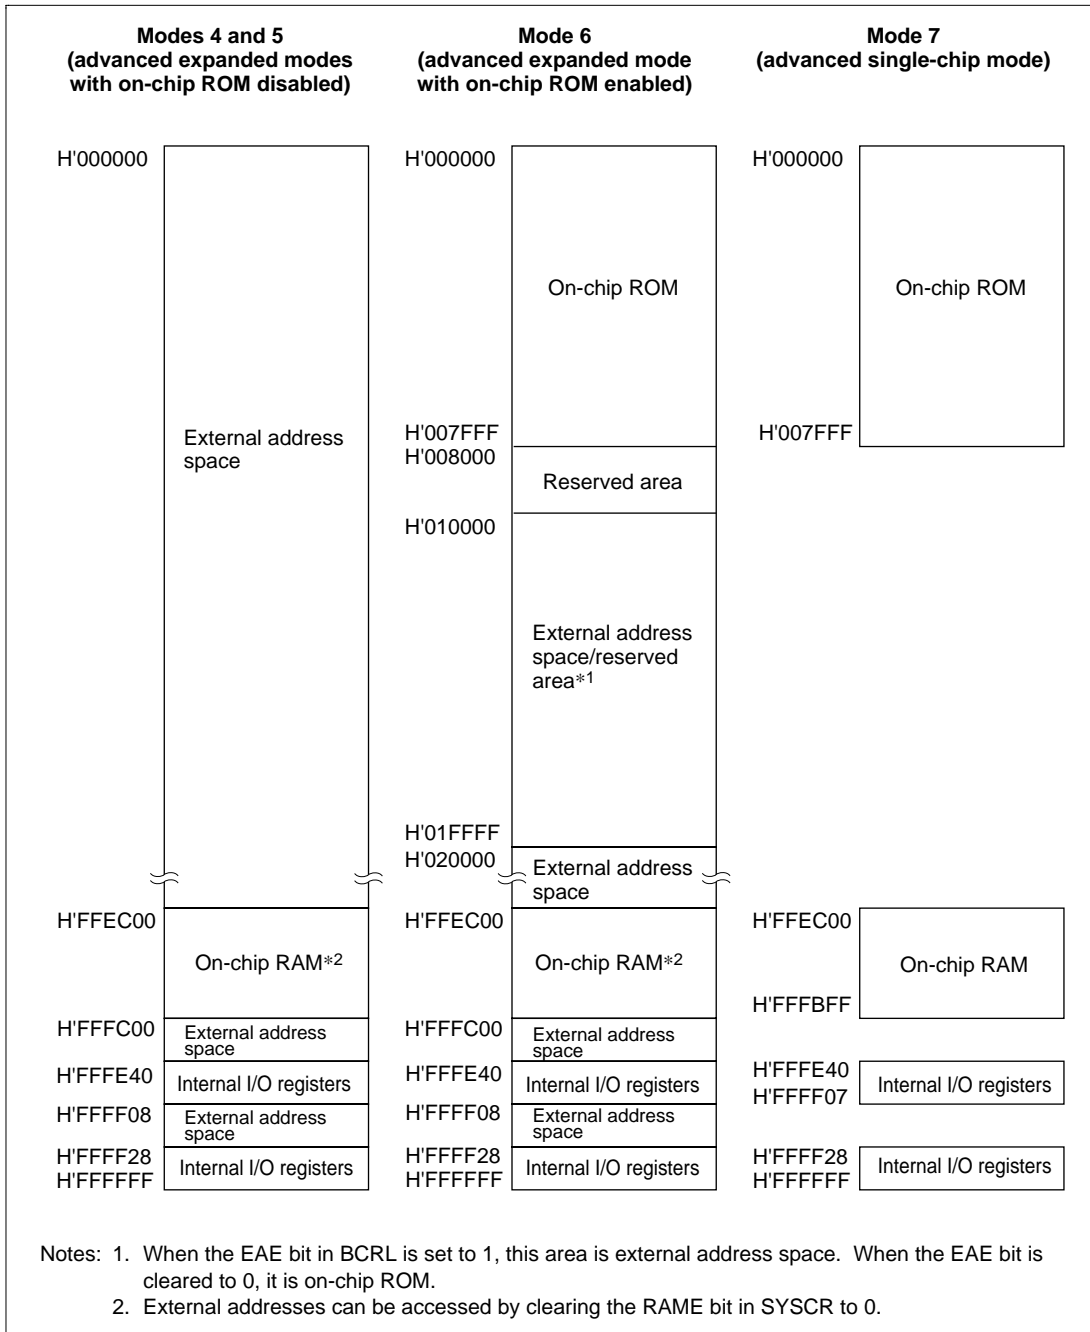 Modes 4 and 5
(advanced expanded modes
with on-chip ROM disabled)
H'000000
External address
space
H'FFEC00
On-chip RAM*2
H'FFFC00
External address
space
H'FFFE40
Internal I/O registers
H'FFFF08
External address
space
H'FFFF28
Internal I/O registers
H'FFFFFF
Mode 6
(advanced expanded mode
with on-chip ROM enabled)
H'000000
On-chip ROM
H'007FFF
H'008000
Reserved area
H'010000
External address
space/reserved
area*1
H'01FFFF
H'020000
External address
space
H'FFEC00
On-chip RAM*2
H'FFFC00
External address
space
H'FFFE40
Internal I/O registers
H'FFFF08
External address
space
H'FFFF28
Internal I/O registers
H'FFFFFF
Mode 7
(advanced single-chip mode)
H'000000
On-chip ROM
H'007FFF
H'FFEC00
On-chip RAM
H'FFFBFF
H'FFFE40
Internal I/O registers
H'FFFF07
H'FFFF28
Internal I/O registers
H'FFFFFF
Notes: 1. When the EAE bit in BCRL is set to 1, this area is external address space. When the EAE bit is
cleared to 0, it is on-chip ROM.
2. External addresses can be accessed by clearing the RAME bit in SYSCR to 0.